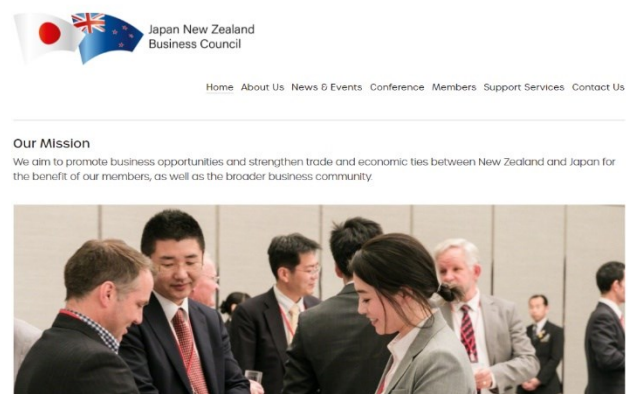 Japan New Zealand
Business Council
Home About Us News & Events Conference Members Support Services Contact Us
Our Mission
We aim to promote business opportunities and strengthen trade and economic ties between New Zealand and Japan for
the benefit of our members, as well as the broader business community.